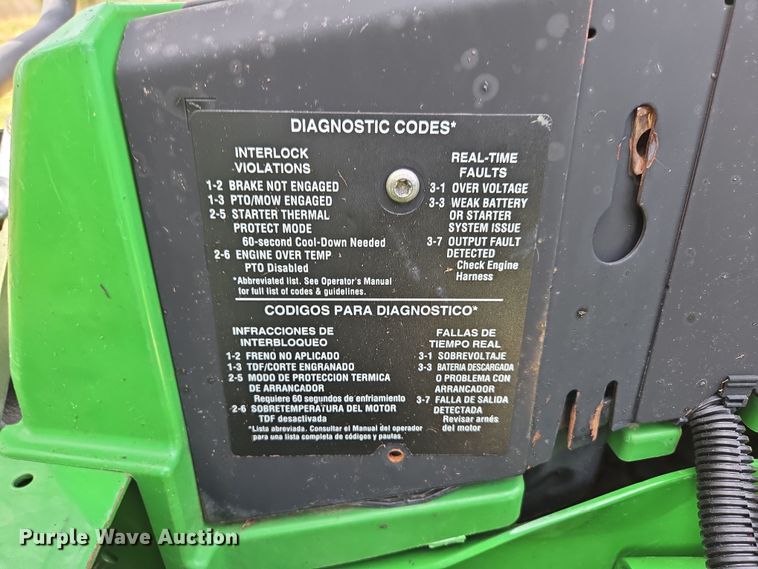 DIAGNOSTIC CODES*
INTERLOCK
VIOLATIONS
1-2 BRAKE NOT ENGAGED
1-3 PTO/MOW ENGAGED
2-5 STARTER THERMAL
PROTECT MODE
60-second Cool-Down Needed
2-6 ENGINE OVER TEMP
PTO Disabled
*Abbreviated list. See Operator's Manual
for full list of codes & guidelines.
REAL-TIME
FAULTS
3-1 OVER VOLTAGE
3-3 WEAK BATTERY
OR STARTER
SYSTEM ISSUE
3-7 OUTPUT FAULT
DETECTED
Check Engine
Harness
CODIGOS PARA DIAGNOSTICO*
INFRACCIONES DE
INTERBLOQUEO
1-2 FRENO NO APLICADO
1-3 TDF/CORTE ENGRANADO
2-5 MODO DE PROTECCION TERMICA
DE ARRANCADOR
Requiere 60 segundos de enfriamiento
2-6 SOBRETEMPERATURA DEL MOTOR
TDF desactivada
*Lista abreviada. Consultar el Manual del operador
para una lista completa de códigos y pautas.
FALLAS DE
TIEMPO REAL
3-1 SOBREVOLTAJE
3-3 BATERIA DESCARGADA
O PROBLEMA CON
ARRANCADOR
3-7 FALLA DE SALIDA
DETECTADA
Revisar arnés
del motor
Purple Wave Auction